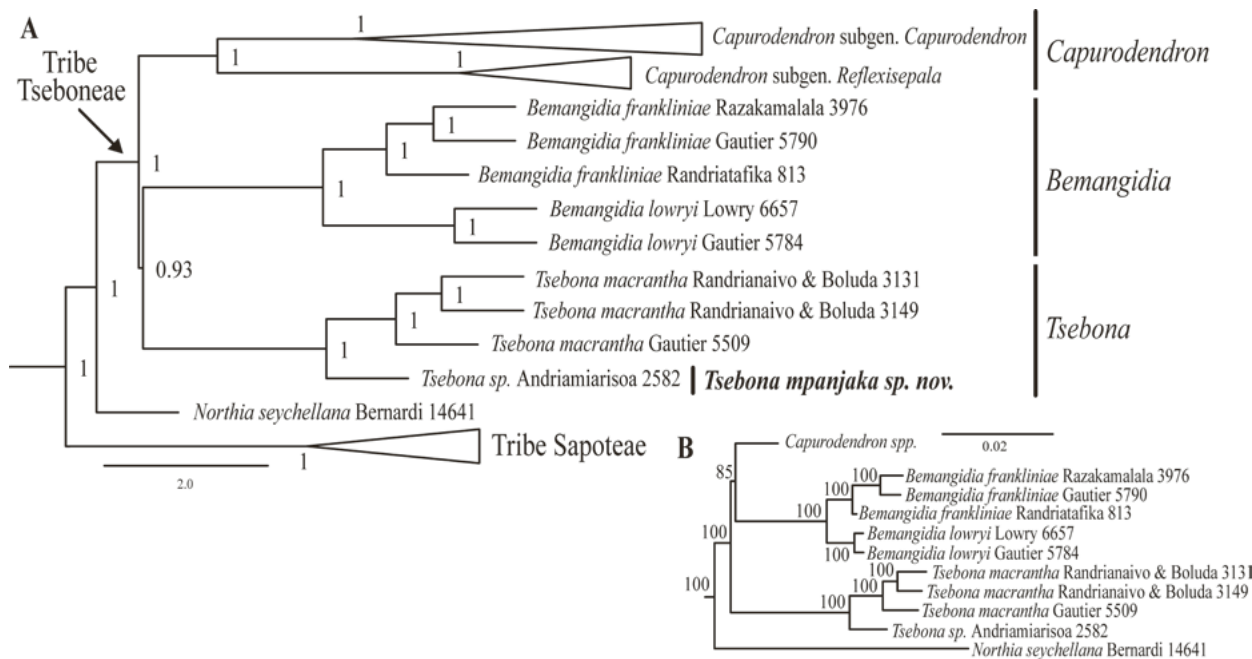 A
Tribe
Tseboneae
1
1
1
Capurodendron subgen. Capurodendron
Capurodendron subgen. Reflexisepala
Capurodendron
1
Bemangidia frankliniae Razakamalala 3976
1
Bemangidia frankliniae Gautier 5790
1
Bemangidia frankliniae Randriatafika 813
1
Bemangidia lowryi Lowry 6657
1
Bemangidia lowryi Gautier 5784
Bemangidia
0.93
1
Tsebona macrantha Randrianaivo & Boluda 3131
1
Tsebona macrantha Randrianaivo & Boluda 3149
1
Tsebona macrantha Gautier 5509
1
Tsebona sp. Andriamiarisoa 2582
Tsebona mpanjaka sp. nov.
Tsebona
1
1
Northia seychellana Bernardi 14641
Tribe Sapoteae
1
2.0
B
Capurodendron spp.
0.02
85
100
Bemangidia frankliniae Razakamalala 3976
100
Bemangidia frankliniae Gautier 5790
100
Bemangidia frankliniae Randriatafika 813
Bemangidia lowryi Lowry 6657
100
Bemangidia lowryi Gautier 5784
100
100
Tsebona macrantha Randrianaivo & Boluda 3131
100
Tsebona macrantha Randrianaivo & Boluda 3149
100
Tsebona macrantha Gautier 5509
Tsebona sp. Andriamiarisoa 2582
100
Northia seychellana Bernardi 14641